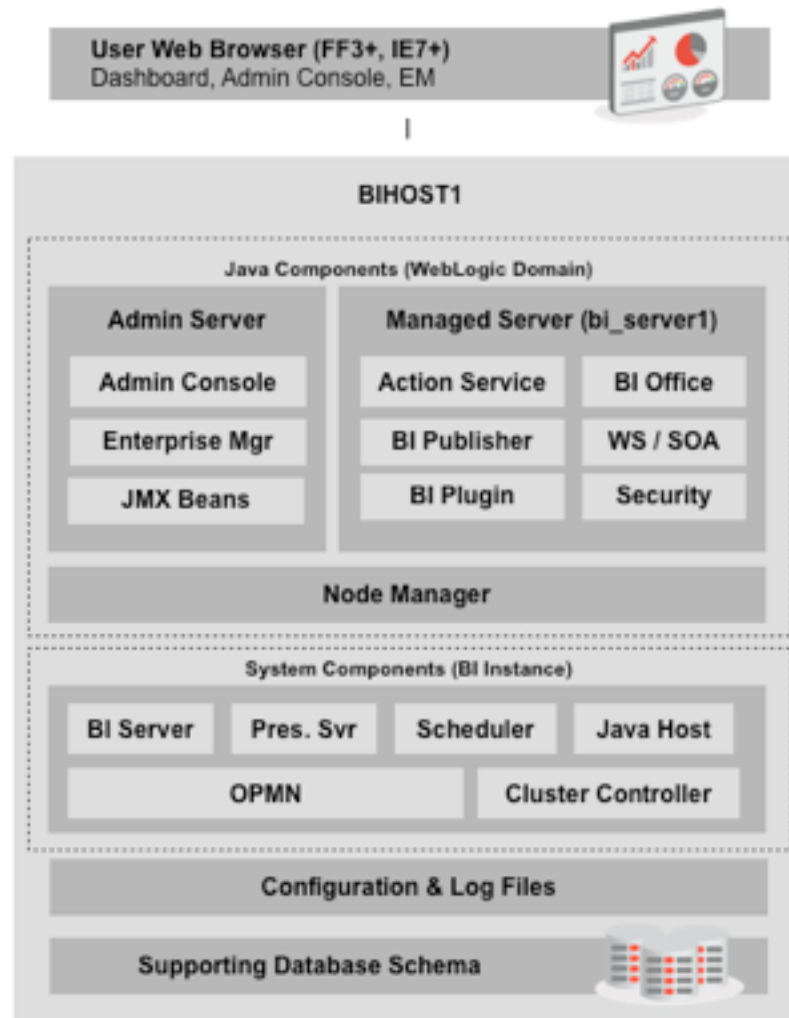 User Web Browser (FF3+, IE7+)
Dashboard, Admin Console, EM
BIHOST1
Java Components (WebLogic Domain)
Admin Server
Managed Server (bi_server1)
Admin Console
Action Service
BI Office
Enterprise Mgr
BI Publisher
WS / SOA
JMX Beans
BI Plugin
Security
Node Manager
System Components (BI Instance)
BI Server
Pres. Svr
Scheduler
Java Host
OPMN
Cluster Controller
Configuration & Log Files
Supporting Database Schema